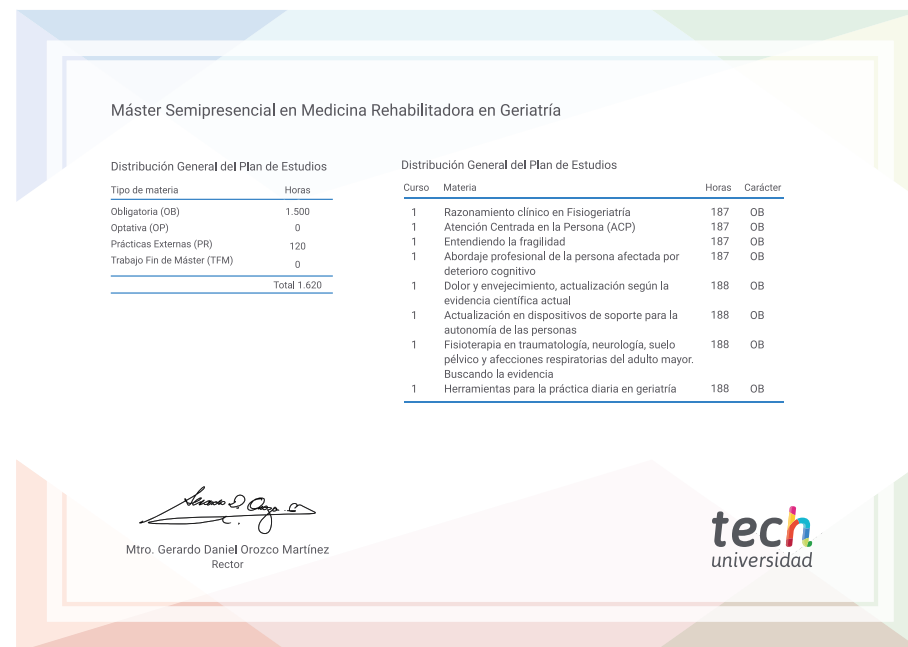 Máster Semipresencial en Medicina Rehabilitadora en Geriatría
Distribución General del Plan de Estudios
Tipo de materia Horas
Obligatoria (OB) 1.500
Optativa (OP) 0
Prácticas Externas (PR) 120
Trabajo Fin de Máster (TFM) 0
Total 1.620
Distribución General del Plan de Estudios
Curso Materia Horas Carácter
1 Razonamiento clínico en Fisiogeriatría 187 OB
1 Atención Centrada en la Persona (ACP) 187 OB
1 Entendiendo la fragilidad 187 OB
1 Abordaje profesional de la persona afectada por 187 OB
deterioro cognitivo
1 Dolor y envejecimiento, actualización según la 188 OB
evidencia científica actual
1 Actualización en dispositivos de soporte para la 188 OB
autonomía de las personas
1 Fisioterapia en traumatología, neurología, suelo 188 OB
pélvico y afecciones respiratorias del adulto mayor.
Buscando la evidencia
1 Herramientas para la práctica diaria en geriatría 188 OB
Mtro. Gerardo Daniel Orozco Martínez
Rector
tech
universidad